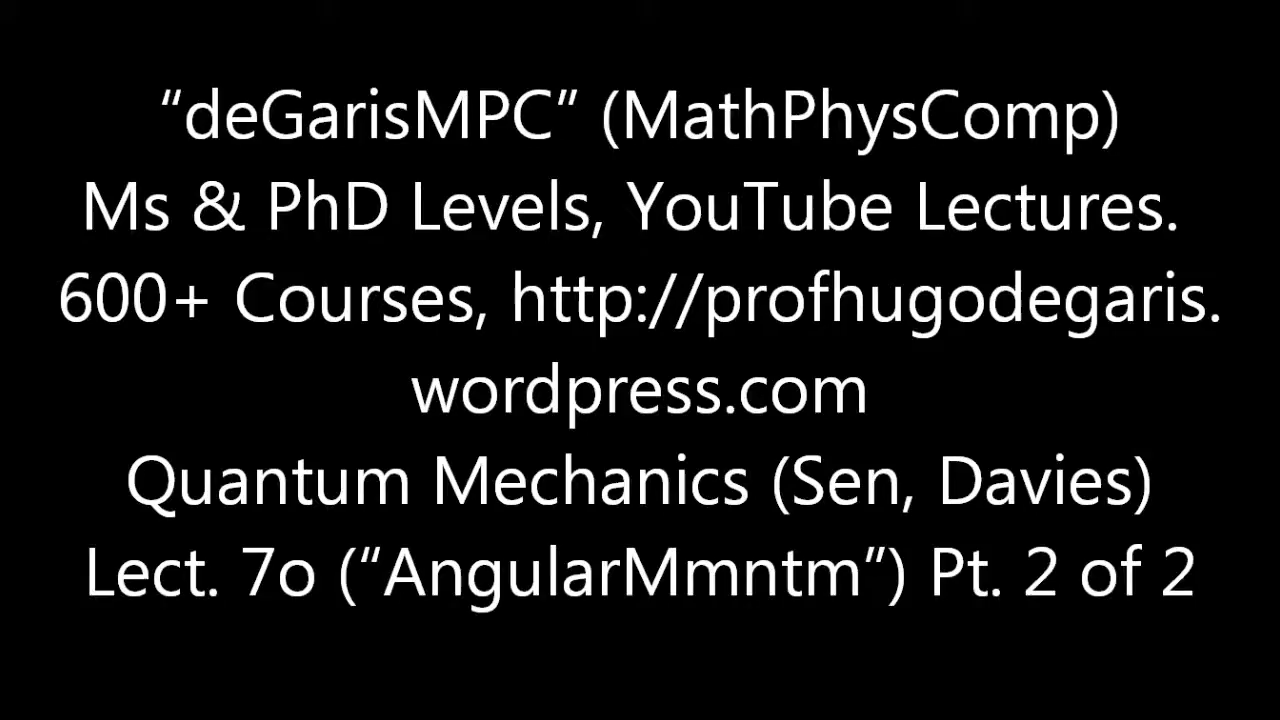 “deGarisMPC” (MathPhysComp)
Ms & PhD Levels, YouTube Lectures.
600+ Courses, http://profhugodegaris.
wordpress.com
Quantum Mechanics (Sen, Davies)
Lect. 7o (“AngularMmntm”) Pt. 2 of 2